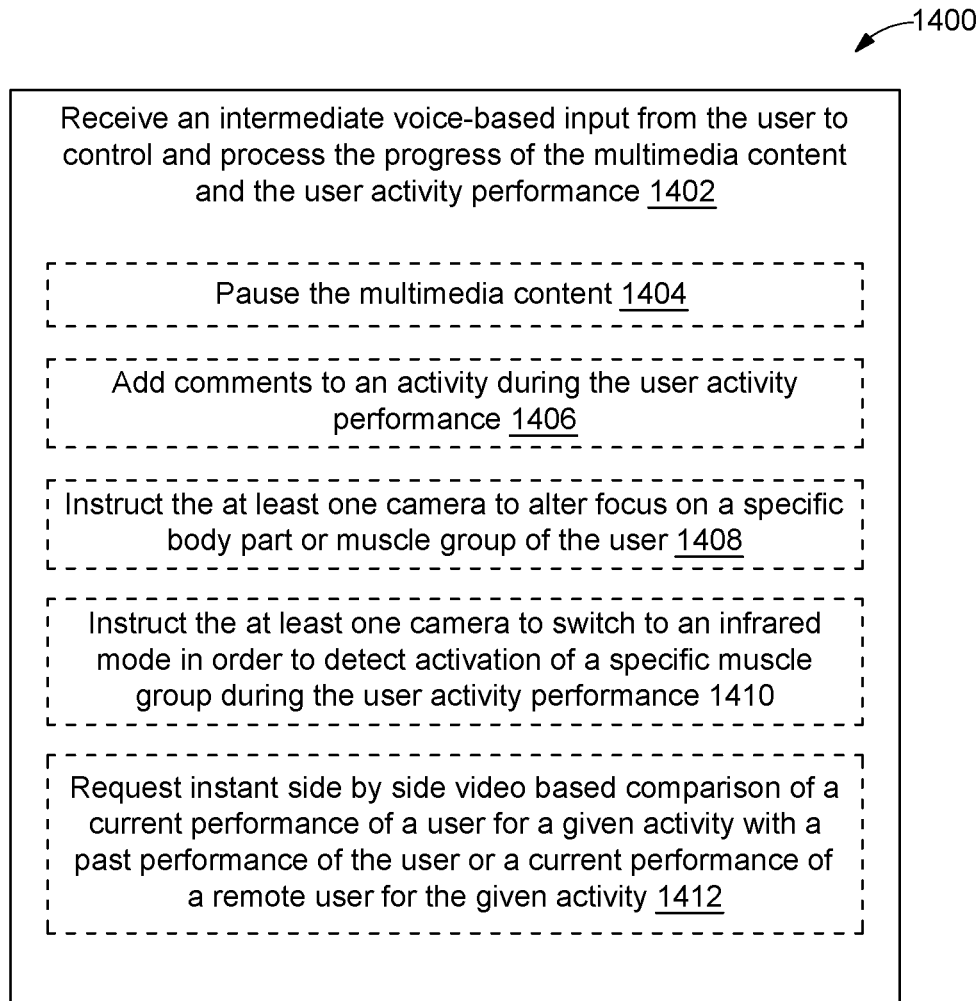 1400
Receive an intermediate voice-based input from the user to
control and process the progress of the multimedia content
and the user activity performance 1402
Pause the multimedia content 1404
Add comments to an activity during the user activity
performance 1406
Instruct the at least one camera to alter focus on a specific
body part or muscle group of the user 1408
Instruct the at least one camera to switch to an infrared
mode in order to detect activation of a specific muscle
group during the user activity performance 1410
Request instant side by side video based comparison of a
current performance of a user for a given activity with a
past performance of the user or a current performance of
a remote user for the given activity 1412